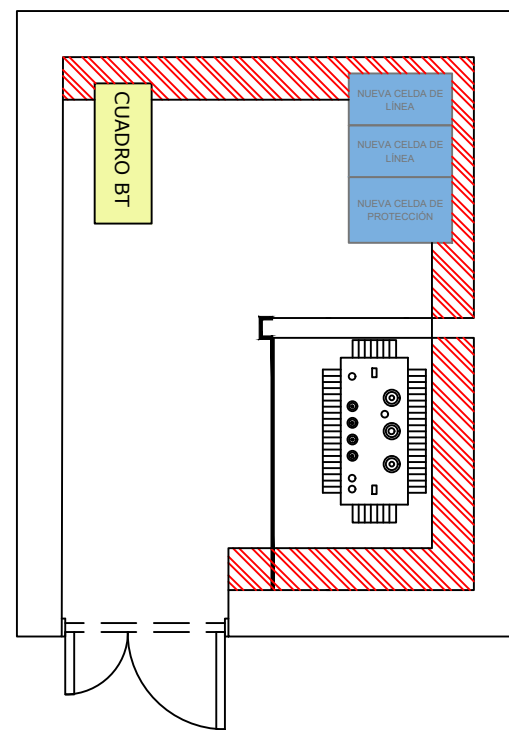 CUADRO BT
NUEVA CELDA DE
LÍNEA
NUEVA CELDA DE
LÍNEA
NUEVA CELDA DE
PROTECCIÓN